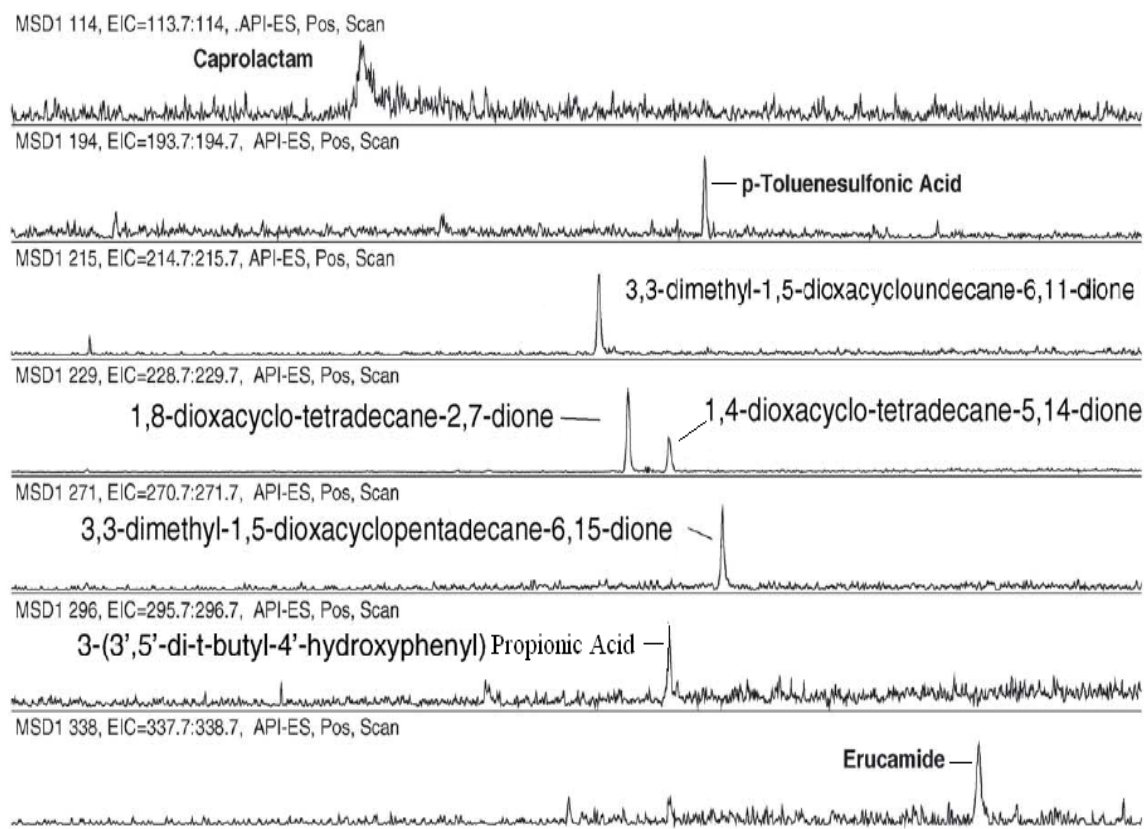 MSD1 114, EIC=113.7:114, .API-ES, Pos, Scan
Caprolactam
MSD1 194, EIC=193.7:194.7, API-ES, Pos, Scan
p-Toluenesulfonic Acid
MSD1 215, EIC=214.7:215.7, API-ES, Pos, Scan
3,3-dimethyl-1,5-dioxacycloundecane-6,11-dione
MSD1 229, EIC=228.7:229.7, API-ES, Pos, Scan
1,8-dioxacyclo-tetradecane-2,7-dione
1,4-dioxacyclo-tetradecane-5,14-dione
MSD1 271, EIC=270.7:271.7, API-ES, Pos, Scan
3,3-dimethyl-1,5-dioxacyclopentadecane-6,15-dione
MSD1 296, EIC=295.7:296.7, API-ES, Pos, Scan
3-(3',5'-di-t-butyl-4'-hydroxyphenyl) Propionic Acid
MSD1 338, EIC=337.7:338.7, API-ES, Pos, Scan
Erucamide